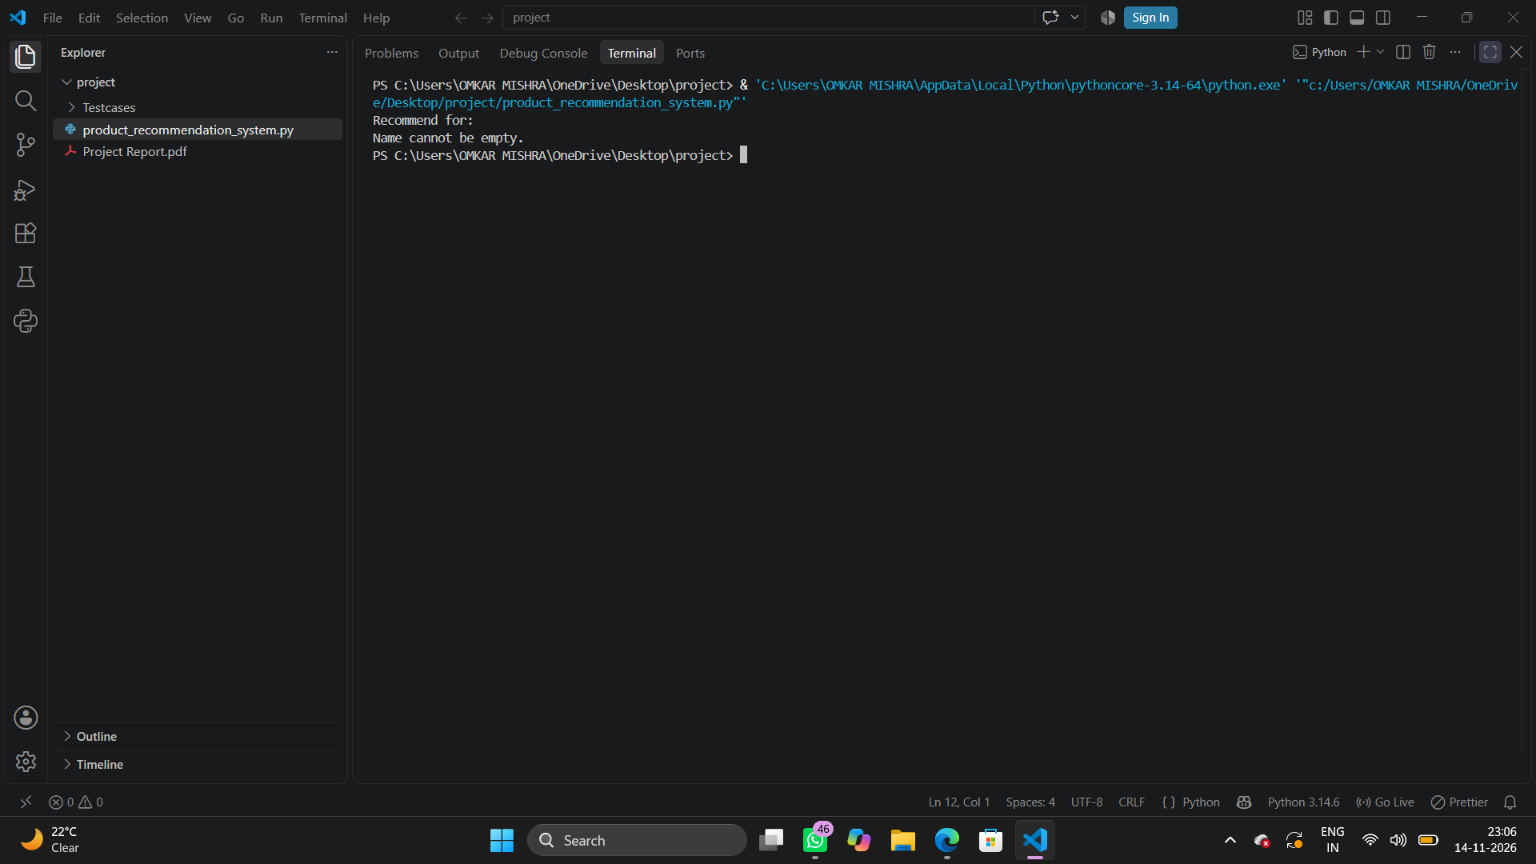 File Edit Selection View Go Run Terminal Help
project
Sign In
Explorer
project
Testcases
product_recommendation_system.py
Project Report.pdf
Outline
Timeline
Problems Output Debug Console Terminal Ports
Python
PS C:\Users\OMKAR MISHRA\OneDrive\Desktop\project> & 'C:\Users\OMKAR MISHRA\AppData\Local\Python\pythoncore-3.14-64\python.exe' '"c:/Users/OMKAR MISHRA/OneDriv
e/Desktop/project/product_recommendation_system.py"'
Recommend for:
Name cannot be empty.
PS C:\Users\OMKAR MISHRA\OneDrive\Desktop\project>
0 0
Ln 12, Col 1 Spaces: 4 UTF-8 CRLF { } Python Python 3.14.6 Go Live Prettier
22°C
Clear
Search
46
ENG
IN
23:06
14-11-2026